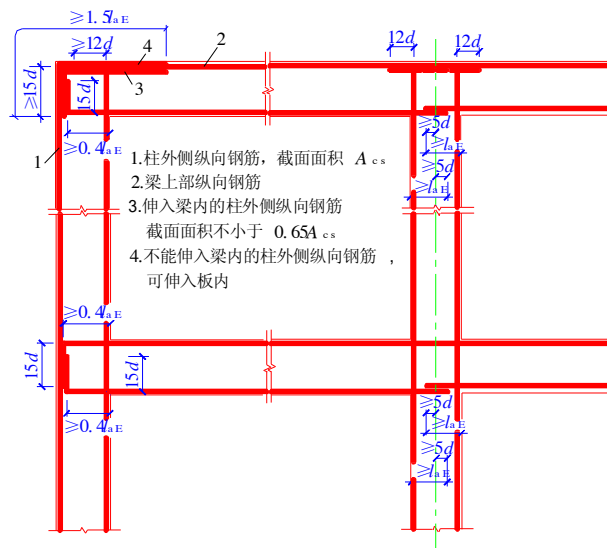 ≥1.5laE
≥12d
4
2
12d
12d
3
≥15d
15d
1
≥0.4laE
≥5d
≥laE
≥5d
≥laE
1.柱外侧纵向钢筋，截面面积 Acs
2.梁上部纵向钢筋
3.伸入梁内的柱外侧纵向钢筋
截面面积不小于 0.65Acs
4.不能伸入梁内的柱外侧纵向钢筋，
可伸入板内
≥0.4laE
15d
15d
≥0.4laE
≥5d
≥laE
≥5d
≥laE